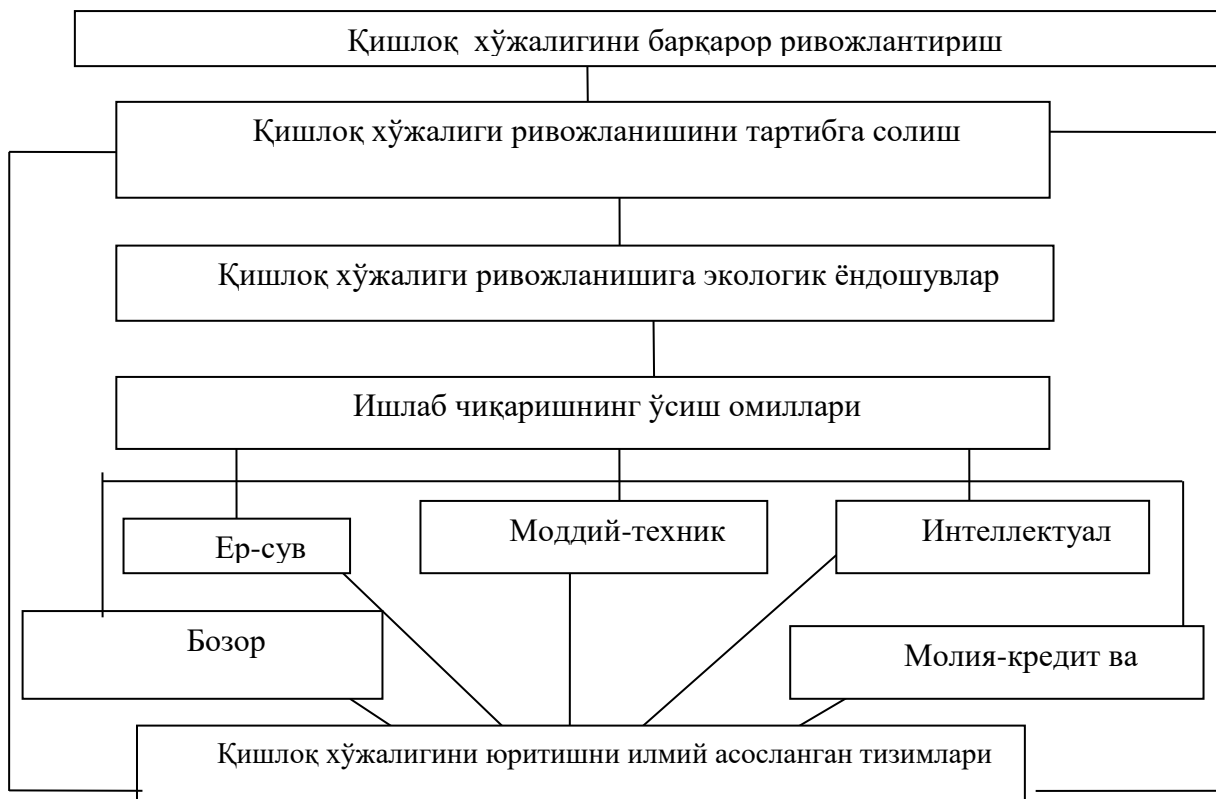 Қишлоқ хўжалигини барқарор ривожлантириш
Қишлоқ хўжалиги ривожланишини тартибга солиш
Қишлоқ хўжалиги ривожланишига экологик ёндошувлар
Ишлаб чиқаришнинг ўсиш омиллари
Ер-сув
Моддий-техник
Интеллектуал
Бозор
Молия-кредит ва
Қишлоқ хўжалигини юритишни илмий асосланган тизимлари